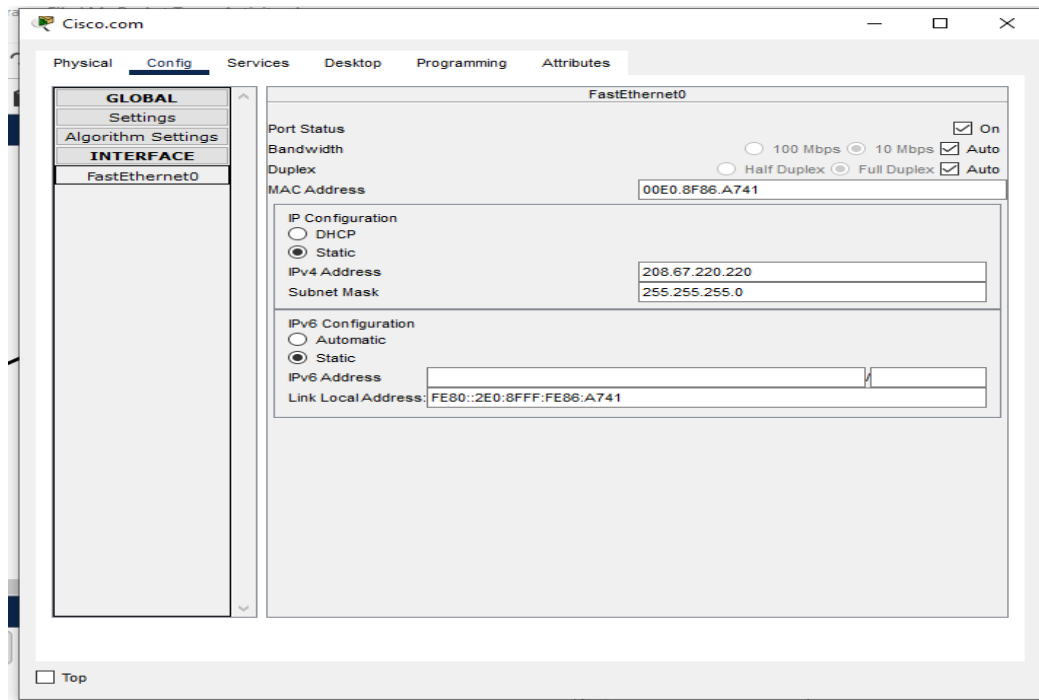 Cisco.com
Physical Config Services Desktop Programming Attributes
GLOBAL
Settings
Algorithm Settings
INTERFACE
FastEthernet0
FastEthernet0
Port Status On
Bandwidth 100 Mbps 10 Mbps Auto
Duplex Half Duplex Full Duplex Auto
MAC Address 00E0.8F86.A741
IP Configuration
DHCP
Static
IPv4 Address 208.67.220.220
Subnet Mask 255.255.255.0
IPv6 Configuration
Automatic
Static
IPv6 Address /
Link Local Address: FE80::2E0:8FFF:FE86:A741
Top